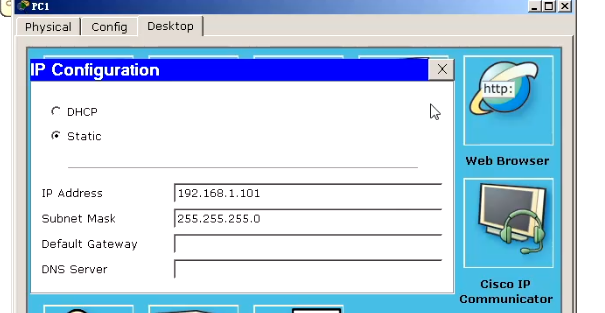 PC1
Physical Config Desktop
IP Configuration X
http:
DHCP
Static
Web Browser
IP Address 192.168.1.101
Subnet Mask 255.255.255.0
Default Gateway
DNS Server
Cisco IP
Communicator